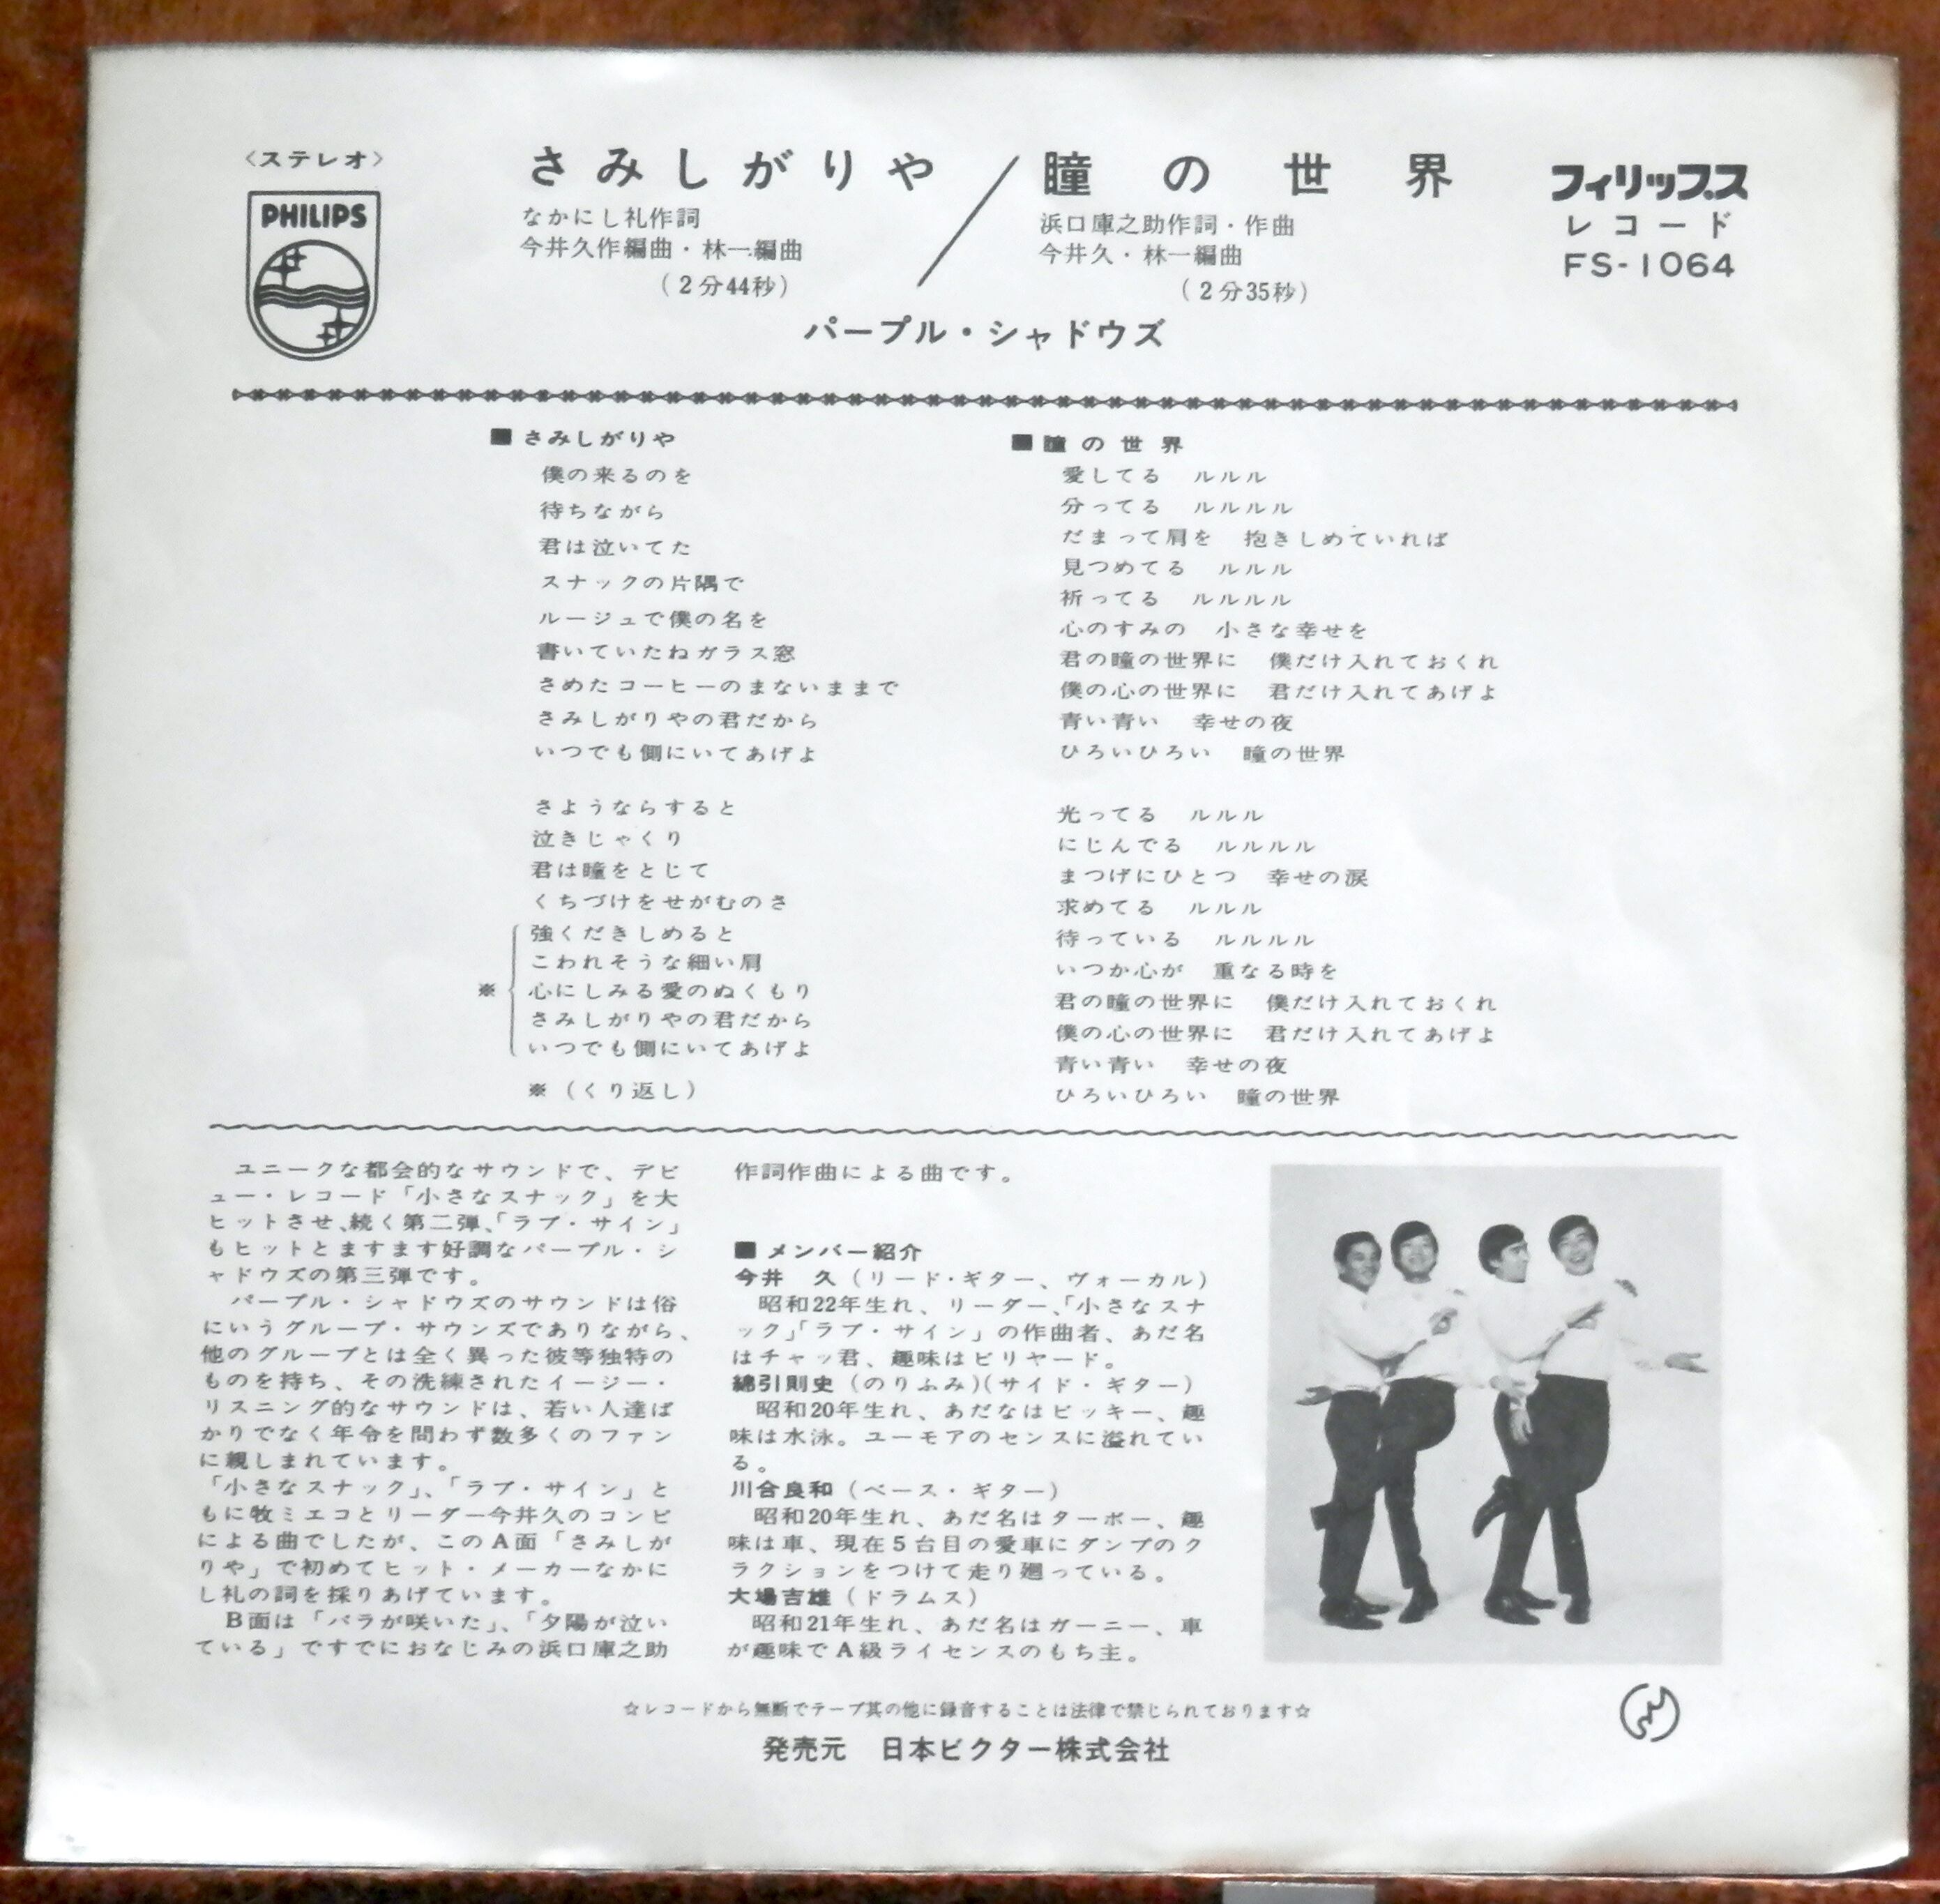 〈ステレオ〉
PHILIPS
さみしがりや／瞳の世界
なかにし礼作詞
今井久作編曲・林一編曲
(2分44秒)
浜口庫之助作詞・作曲
今井久・林一編曲
(2分35秒)
パープル・シャドウズ
フィリップス
レコード
FS-1064
■さみしがりや
僕の来るのを
待ちながら
君は泣いてた
スナックの片隅で
ルージュで僕の名を
書いていたねガラス窓
さめたコーヒーのまないままで
さみしがりやの君だから
いつでも側にいてあげよ
さようならすると
泣きじゃくり
君は瞳をとじて
くちづけをせがむのさ
強くだきしめると
こわれそうな細い肩
※ 心にしみる愛のぬくもり
さみしがりやの君だから
いつでも側にいてあげよ
※（くり返し）
■瞳の世界
愛してる　ルルル
分ってる　ルルルル
だまって肩を　抱きしめていれば
見つめてる　ルルル
祈ってる　ルルルル
心のすみの　小さな幸せを
君の瞳の世界に　僕だけ入れておくれ
僕の心の世界に　君だけ入れてあげよ
青い青い　幸せの夜
ひろいひろい　瞳の世界
光ってる　ルルル
にじんでる　ルルルル
まつげにひとつ　幸せの涙
求めてる　ルルル
待っている　ルルルル
いつか心が　重なる時を
君の瞳の世界に　僕だけ入れておくれ
僕の心の世界に　君だけ入れてあげよ
青い青い　幸せの夜
ひろいひろい　瞳の世界
ユニークな都会的なサウンドで、デビ
ュー・レコード「小さなスナック」を大
ヒットさせ、続く第二弾、「ラブ・サイン」
もヒットとますます好調なパープル・シ
ャドウズの第三弾です。
パープル・シャドウズのサウンドは俗
にいうグループ・サウンズでありながら、
他のグループとは全く異った彼等独特の
ものを持ち、その洗練されたイージー・
リスニング的なサウンドは、若い人達ば
かりでなく年令を問わず数多くのファン
に親しまれています。
「小さなスナック」、「ラブ・サイン」と
もに牧ミエコとリーダー今井久のコンビ
による曲でしたが、このA面「さみしが
りや」で初めてヒット・メーカーなかに
し礼の詞を採りあげています。
B面は「バラが咲いた」、「夕陽が泣い
ている」ですでにおなじみの浜口庫之助
作詞作曲による曲です。
■メンバー紹介
今井　久（リード・ギター、ヴォーカル）
昭和22年生れ、リーダー、「小さなスナ
ック」「ラブ・サイン」の作曲者、あだ名
はチャッ君、趣味はビリヤード。
綿引則史（のりふみ）（サイド・ギター）
昭和20年生れ、あだなはビッキー、趣
味は水泳。ユーモアのセンスに溢れてい
る。
川合良和（ベース・ギター）
昭和20年生れ、あだ名はターボー、趣
味は車、現在5台目の愛車にダンプのク
ラクションをつけて走り廻っている。
大場吉雄（ドラムス）
昭和21年生れ、あだ名はガーニー、車
が趣味でA級ライセンスのもち主。
☆レコードから無断でテープ其の他に録音することは法律で禁じられております☆
発売元　日本ビクター株式会社